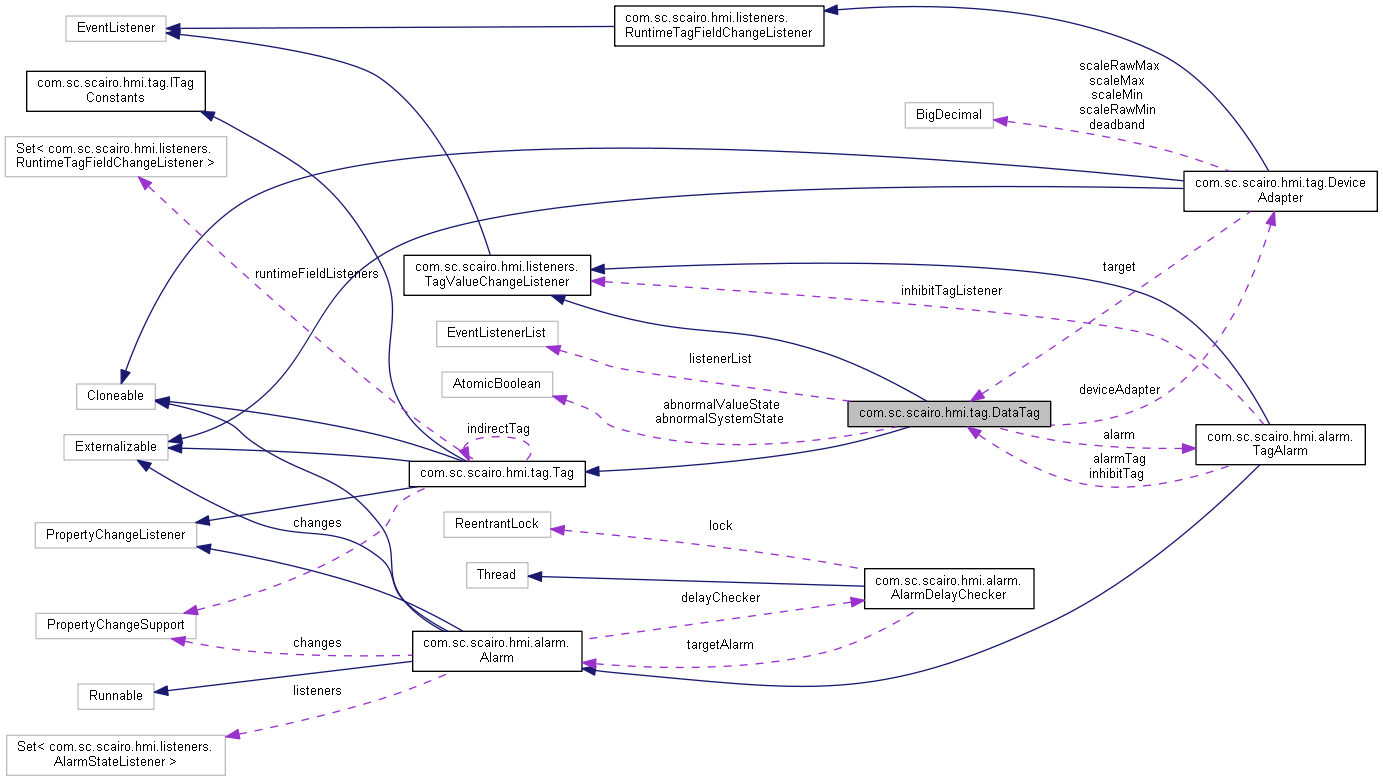 EventListener
com.sc.scairo.hmi.listeners.
RuntimeTagFieldChangeListener
com.sc.scairo.hmi.tag.ITag
Constants
scaleRawMax
scaleMax
scaleMin
scaleRawMin
deadband
BigDecimal
Set< com.sc.scairo.hmi.listeners.
RuntimeTagFieldChangeListener >
com.sc.scairo.hmi.tag.Device
Adapter
runtimeFieldListeners
com.sc.scairo.hmi.listeners.
TagValueChangeListener
target
inhibitTagListener
EventListenerList
listenerList
AtomicBoolean
Cloneable
abnormalValueState
abnormalSystemState
com.sc.scairo.hmi.tag.DataTag
deviceAdapter
indirectTag
alarm
com.sc.scairo.hmi.alarm.
TagAlarm
Externalizable
alarmTag
inhibitTag
com.sc.scairo.hmi.tag.Tag
PropertyChangeListener
changes
ReentrantLock
lock
Thread
com.sc.scairo.hmi.alarm.
AlarmDelayChecker
delayChecker
PropertyChangeSupport
changes
com.sc.scairo.hmi.alarm.
Alarm
targetAlarm
Runnable
listeners
Set< com.sc.scairo.hmi.listeners.
AlarmStateListener >